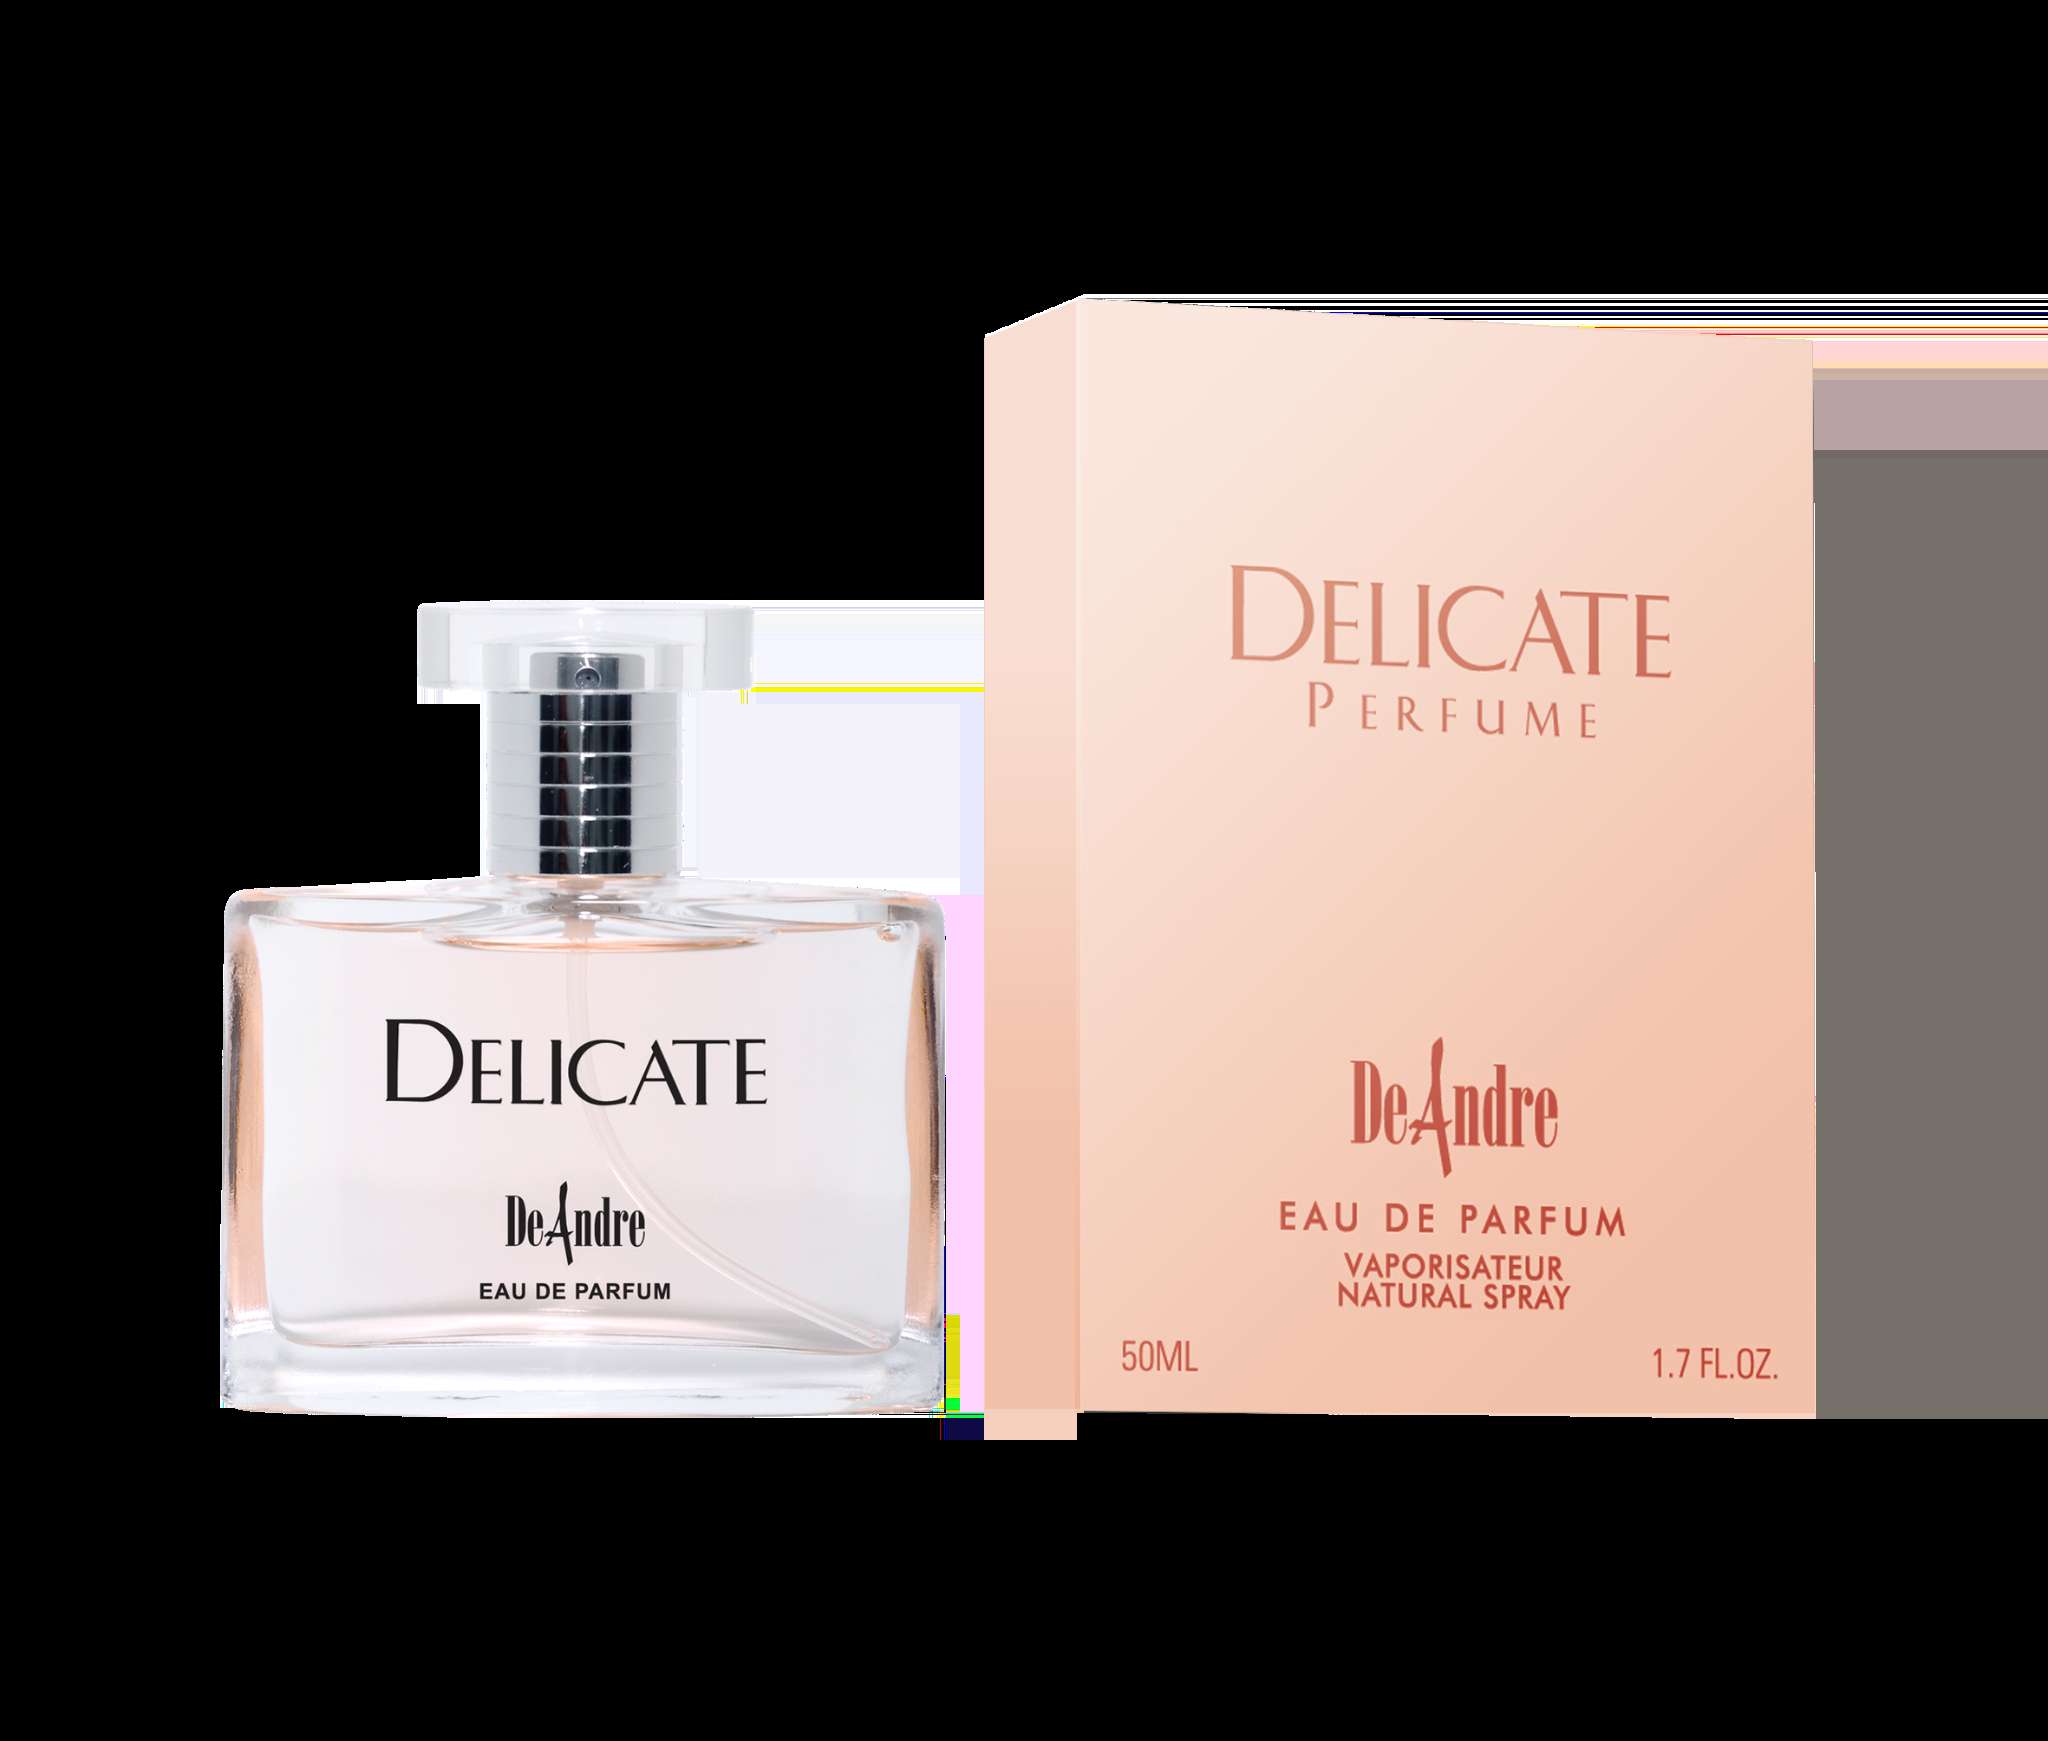 DELICATE
DeAndre
EAU DE PARFUM
DELICATE
PERFUME
DeAndre
EAU DE PARFUM
VAPORISATEUR
NATURAL SPRAY
50ML
1.7 FL.OZ.